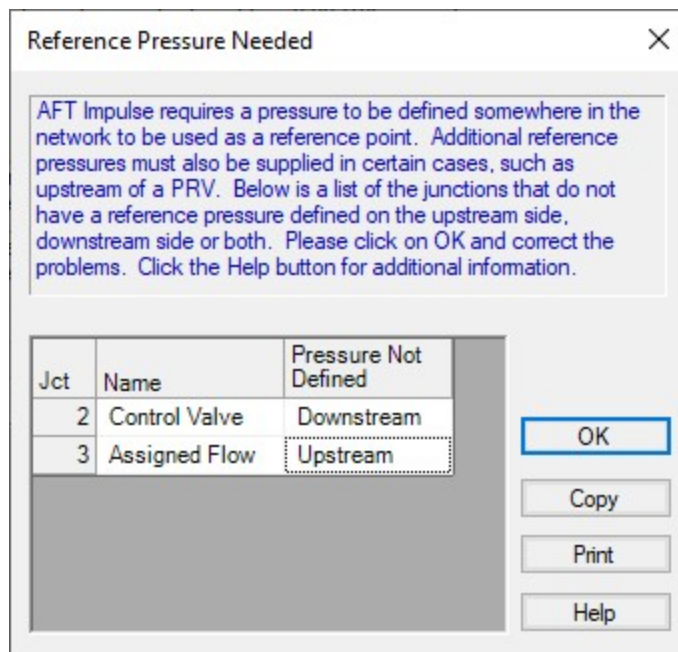 Reference Pressure Needed
AFT Impulse requires a pressure to be defined somewhere in the
network to be used as a reference point. Additional reference
pressures must also be supplied in certain cases, such as
upstream of a PRV. Below is a list of the junctions that do not
have a reference pressure defined on the upstream side,
downstream side or both. Please click on OK and correct the
problems. Click the Help button for additional information.
Jct Name Pressure Not Defined
2 Control Valve Downstream
3 Assigned Flow Upstream
OK
Copy
Print
Help